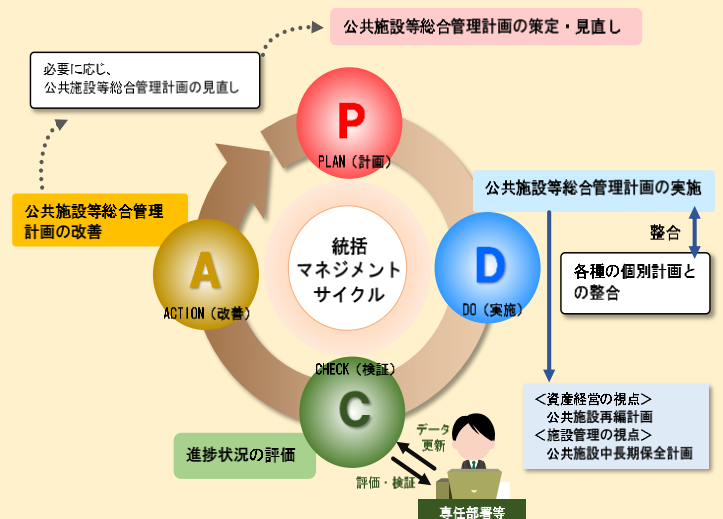 公共施設等総合管理計画の策定・見直し
必要に応じ、
公共施設等総合管理計画の見直し
P
PLAN（計画）
公共施設等総合管理計画の実施
公共施設等総合管理
計画の改善
整合
統括
マネジメント
サイクル
A
ACTION（改善）
D
DO（実施）
各種の個別計画と
の整合
CHECK（検証）
C
＜資産経営の視点＞
公共施設再編計画
＜施設管理の視点＞
公共施設中長期保全計画
進捗状況の評価
データ
更新
評価・検証
専任部署等